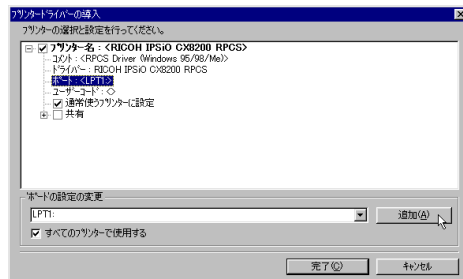 プリンタードライバーの導入
プリンターの選択と設定を行ってください。
プリンター名 : <RICOH IPSiO CX8200 RPCS>
コメント : <RPCS Driver (Windows 95/98/Me)>
ドライバー : RICOH IPSiO CX8200 RPCS
ポート : <LPT1:>
ユーザーコード : <>
通常使うプリンターに設定
共有
'ポート'の設定の変更
LPT1:
追加(A)
すべてのプリンターで使用する
完了(C)
キャンセル